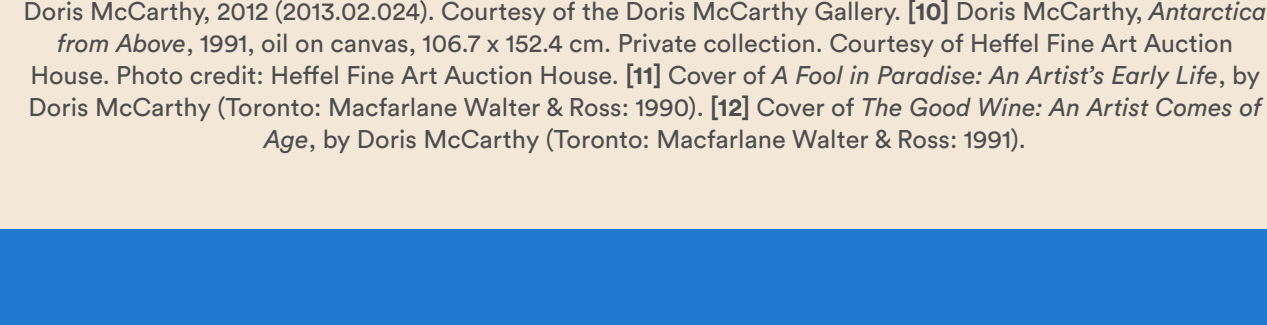 Doris McCarthy, 2012 (2013.02.024). Courtesy of the Doris McCarthy Gallery. [10] Doris McCarthy, Antarctica
from Above, 1991, oil on canvas, 106.7 x 152.4 cm. Private collection. Courtesy of Heffel Fine Art Auction
House. Photo credit: Heffel Fine Art Auction House. [11] Cover of A Fool in Paradise: An Artist’s Early Life, by
Doris McCarthy (Toronto: Macfarlane Walter & Ross: 1990). [12] Cover of The Good Wine: An Artist Comes of
Age, by Doris McCarthy (Toronto: Macfarlane Walter & Ross: 1991).